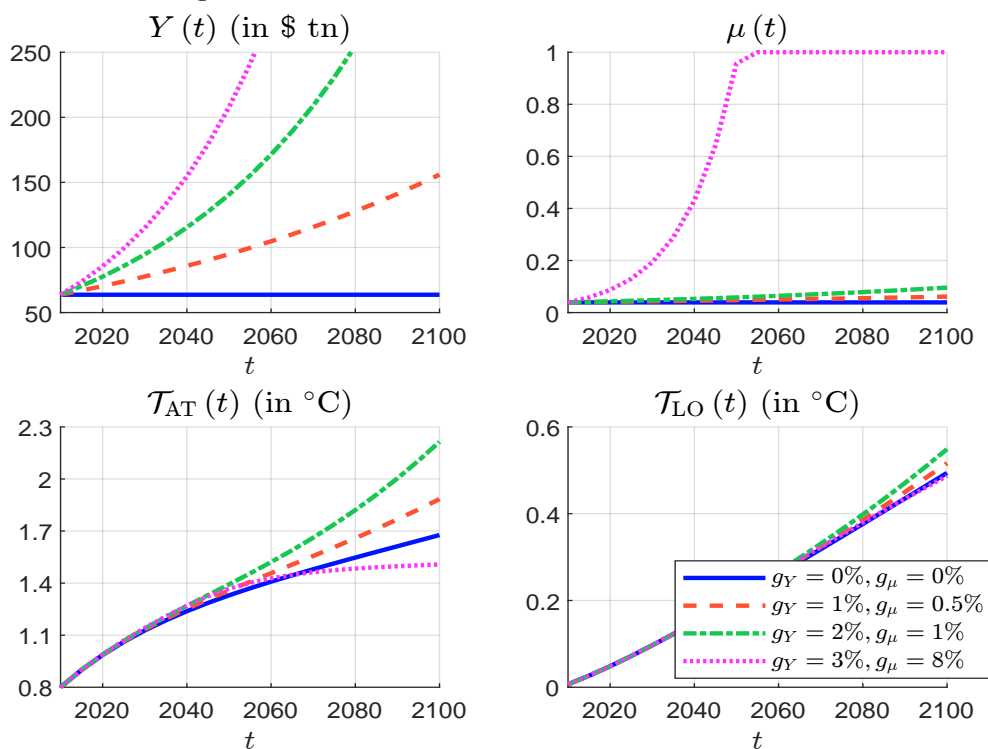 Y (t) (in $ tn)
250
200
150
100
50
2020 2040 2060 2080 2100
t
μ (t)
1
0.8
0.6
0.4
0.2
0
2020 2040 2060 2080 2100
t
𝒯AT (t) (in °C)
2.3
2
1.7
1.4
1.1
0.8
2020 2040 2060 2080 2100
t
𝒯LO (t) (in °C)
0.6
0.4
0.2
0
2020 2040 2060 2080 2100
t
gY = 0%, gμ = 0%
gY = 1%, gμ = 0.5%
gY = 2%, gμ = 1%
gY = 3%, gμ = 8%